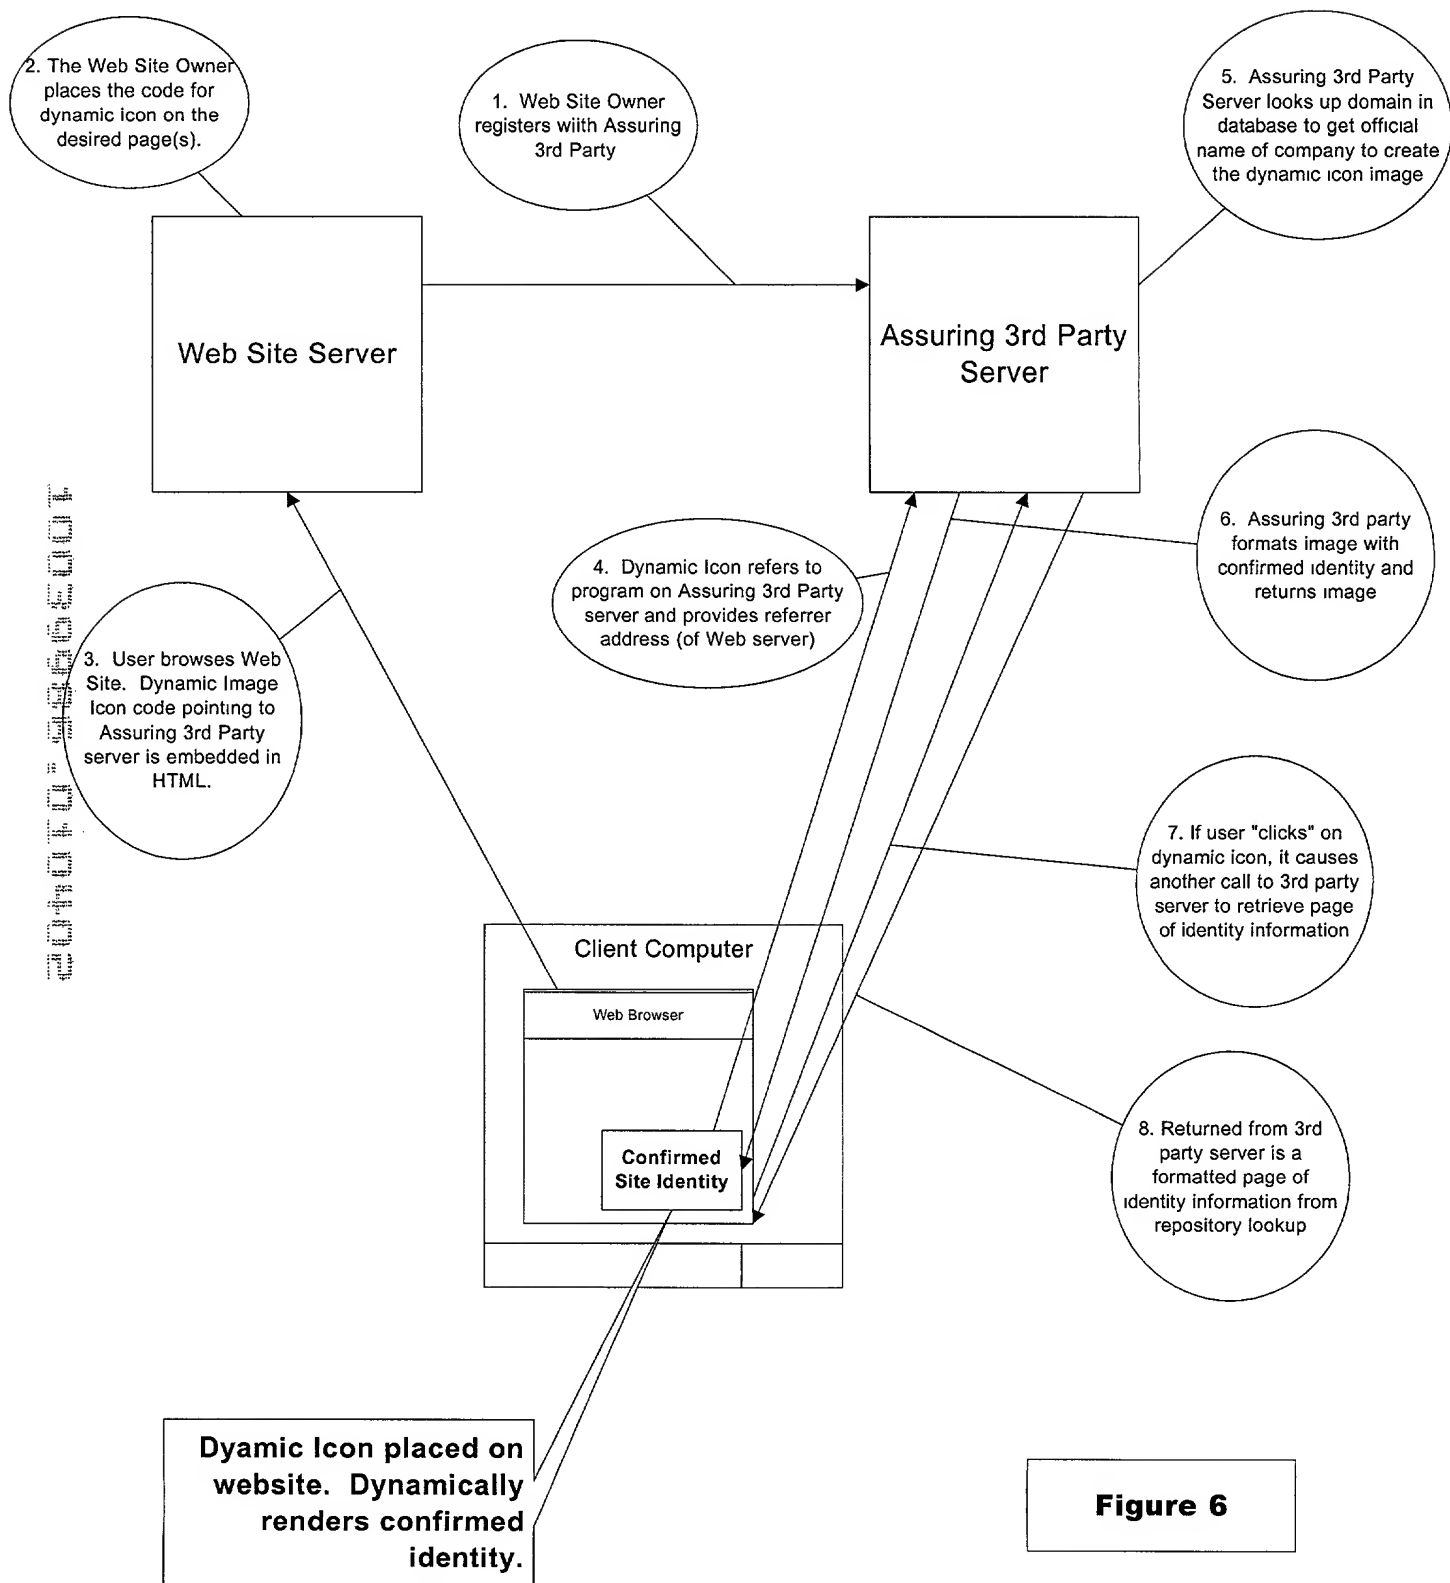 2. The Web Site Owner
places the code for
dynamic icon on the
desired page(s).
1. Web Site Owner
registers wiith Assuring
3rd Party
5. Assuring 3rd Party
Server looks up domain in
database to get official
name of company to create
the dynamic icon image
Web Site Server
Assuring 3rd Party
Server
4. Dynamic Icon refers to
program on Assuring 3rd Party
server and provides referrer
address (of Web server)
6. Assuring 3rd party
formats image with
confirmed identity and
returns image
3. User browses Web
Site. Dynamic Image
Icon code pointing to
Assuring 3rd Party
server is embedded in
HTML.
7. If user "clicks" on
dynamic icon, it causes
another call to 3rd party
server to retrieve page
of identity information
Client Computer
Web Browser
Confirmed
Site Identity
8. Returned from 3rd
party server is a
formatted page of
identity information from
repository lookup
Dyamic Icon placed on
website. Dynamically
renders confirmed
identity.
Figure 6